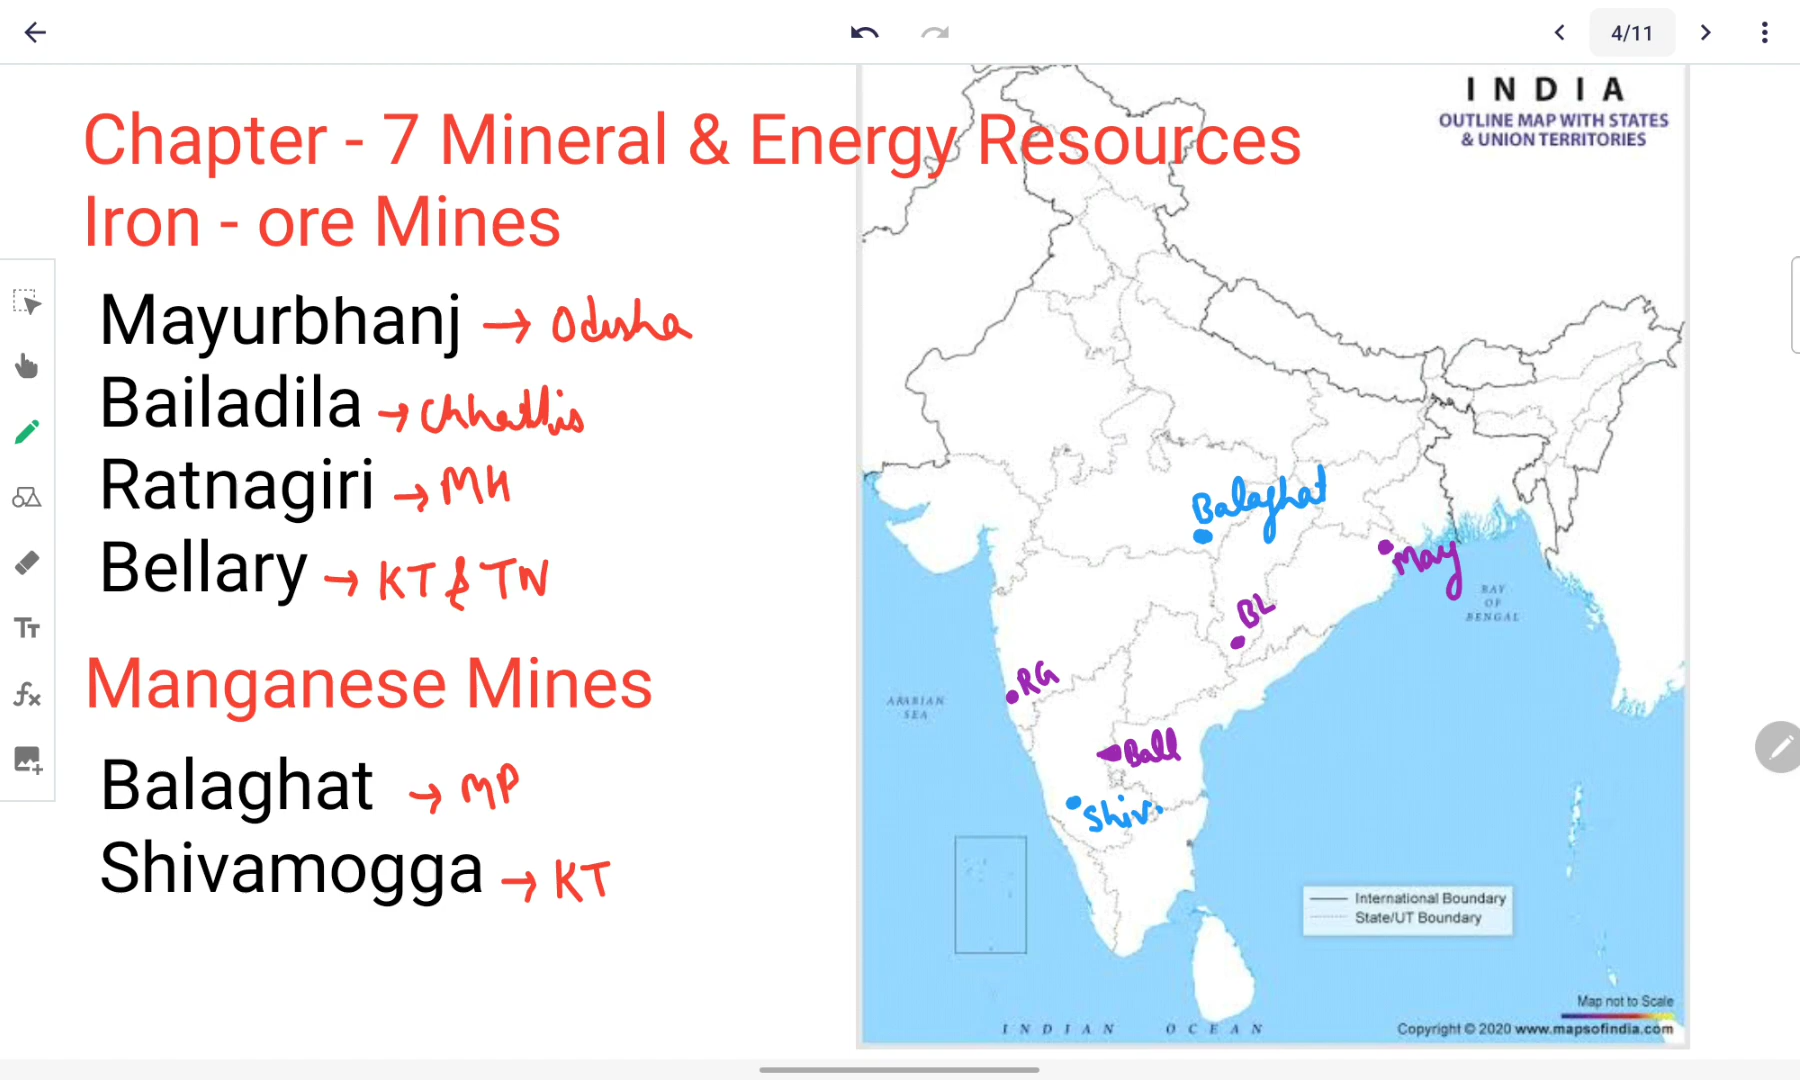 4/11
INDIA
OUTLINE MAP WITH STATES
& UNION TERRITORIES
Chapter - 7 Mineral & Energy Resources
Iron - ore Mines
Mayurbhanj → Odisha
Bailadila → Chhattis
Ratnagiri → MH
Bellary → KT & TN
Manganese Mines
Balaghat → MP
Shivamogga → KT
Balaghat
May
BL
RG
Ball
Shiv.
BAY
OF
BENGAL
ARABIAN
SEA
International Boundary
State/UT Boundary
Map not to Scale
INDIAN OCEAN
Copyright © 2020 www.mapsofindia.com
Tт
fx